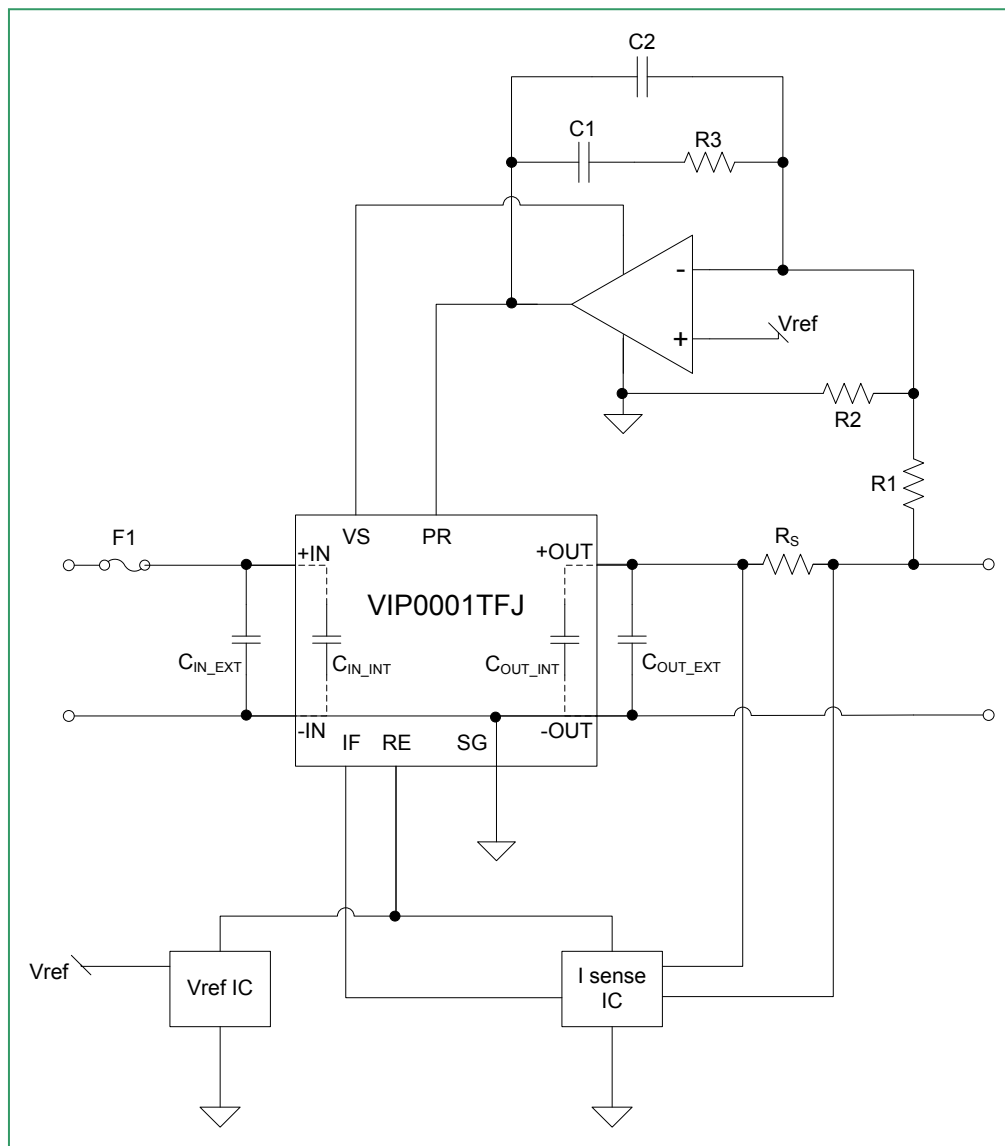 C2
C1
R3
-
+
Vref
R2
R1
F1
VS
PR
+IN
+OUT
RS
VIP0001TFJ
CIN_EXT
CIN_INT
COUT_INT
COUT_EXT
-IN
-OUT
IF
RE
SG
Vref
Vref IC
I sense
IC